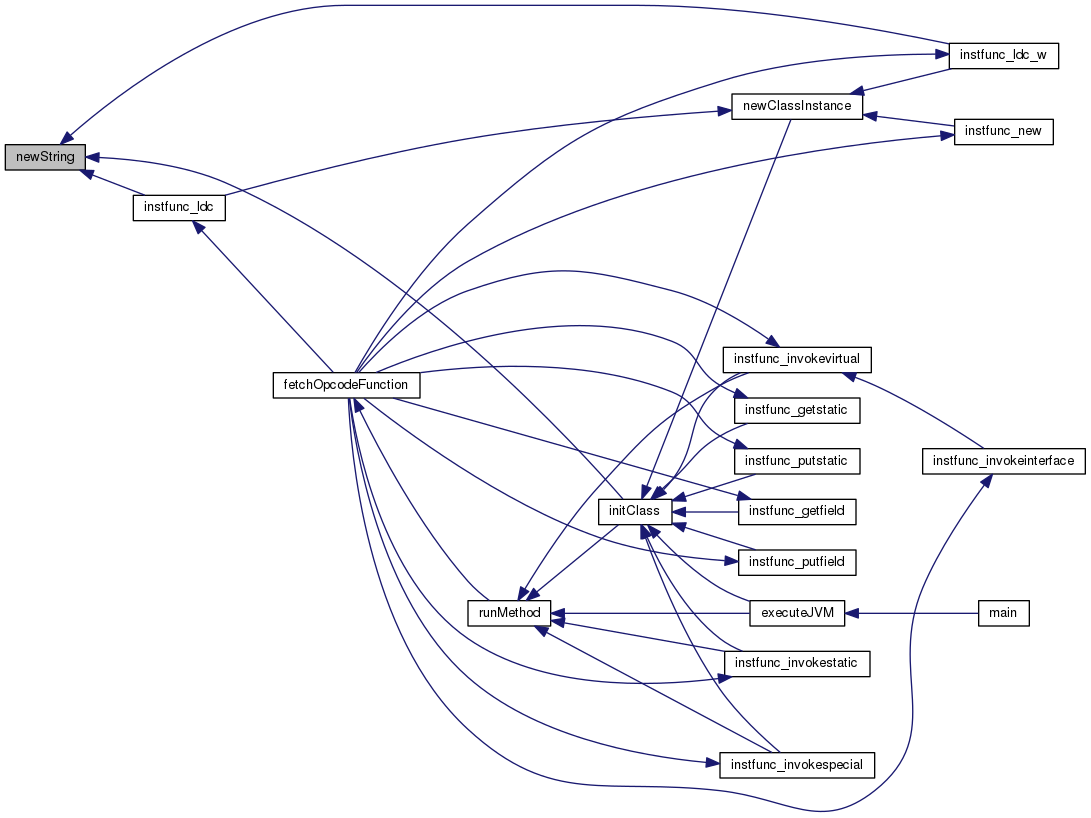 instfunc_ldc_w
newClassInstance
instfunc_new
newString
instfunc_ldc
instfunc_invokevirtual
fetchOpcodeFunction
instfunc_getstatic
instfunc_putstatic
instfunc_invokeinterface
initClass
instfunc_getfield
instfunc_putfield
runMethod
executeJVM
main
instfunc_invokestatic
instfunc_invokespecial